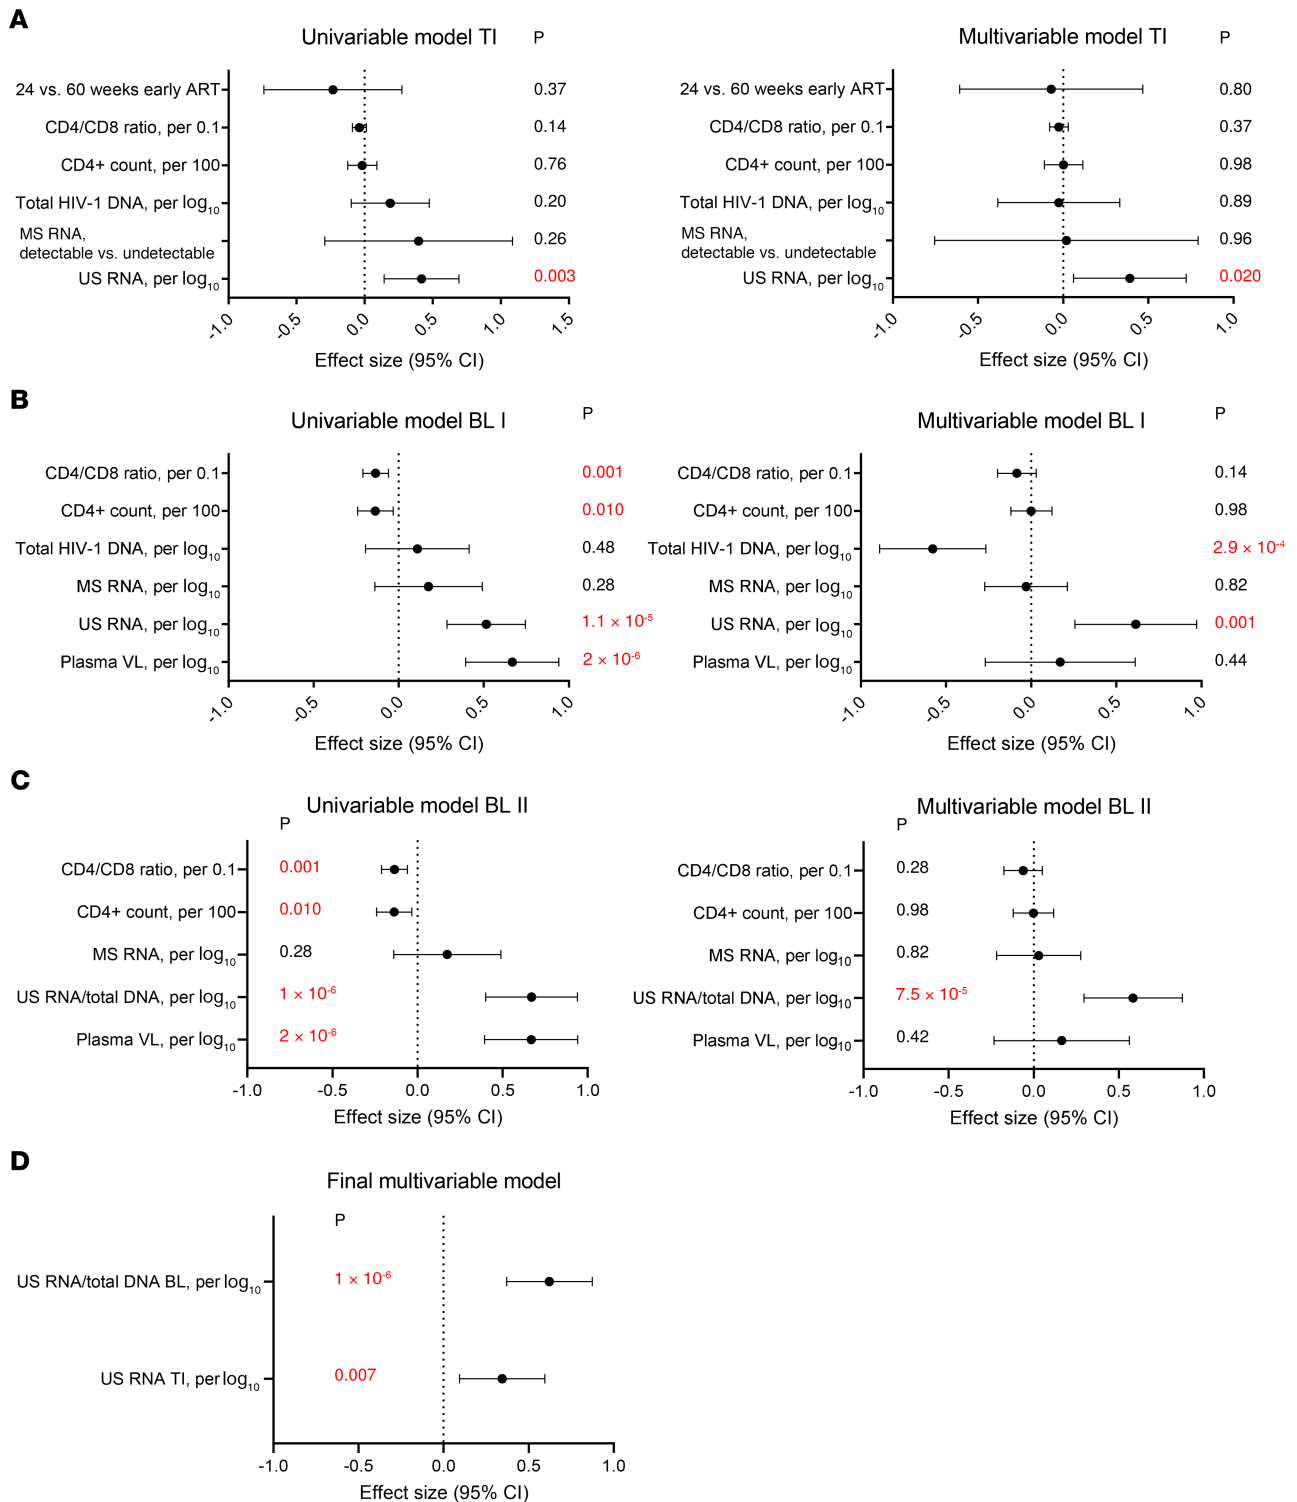 A
Univariable model TI
P
24 vs. 60 weeks early ART
0.37
CD4/CD8 ratio, per 0.1
0.14
CD4+ count, per 100
0.76
Total HIV-1 DNA, per log10
0.20
MS RNA,
detectable vs. undetectable
0.26
US RNA, per log10
0.003
-1.0 -0.5 0.0 0.5 1.0 1.5
Effect size (95% CI)
Multivariable model TI
P
24 vs. 60 weeks early ART
0.80
CD4/CD8 ratio, per 0.1
0.37
CD4+ count, per 100
0.98
Total HIV-1 DNA, per log10
0.89
MS RNA,
detectable vs. undetectable
0.96
US RNA, per log10
0.020
-1.0 -0.5 0.0 0.5 1.0
Effect size (95% CI)
B
Univariable model BL I
P
CD4/CD8 ratio, per 0.1
0.001
CD4+ count, per 100
0.010
Total HIV-1 DNA, per log10
0.48
MS RNA, per log10
0.28
US RNA, per log10
1.1 × 10-5
Plasma VL, per log10
2 × 10-6
-1.0 -0.5 0.0 0.5 1.0
Effect size (95% CI)
Multivariable model BL I
P
CD4/CD8 ratio, per 0.1
0.14
CD4+ count, per 100
0.98
Total HIV-1 DNA, per log10
2.9 × 10-4
MS RNA, per log10
0.82
US RNA, per log10
0.001
Plasma VL, per log10
0.44
-1.0 -0.5 0.0 0.5 1.0
Effect size (95% CI)
C
Univariable model BL II
P
CD4/CD8 ratio, per 0.1
0.001
CD4+ count, per 100
0.010
MS RNA, per log10
0.28
US RNA/total DNA, per log10
1 × 10-6
Plasma VL, per log10
2 × 10-6
-1.0 -0.5 0.0 0.5 1.0
Effect size (95% CI)
Multivariable model BL II
P
CD4/CD8 ratio, per 0.1
0.28
CD4+ count, per 100
0.98
MS RNA, per log10
0.82
US RNA/total DNA, per log10
7.5 × 10-5
Plasma VL, per log10
0.42
-1.0 -0.5 0.0 0.5 1.0
Effect size (95% CI)
D
Final multivariable model
P
US RNA/total DNA BL, per log10
1 × 10-6
US RNA TI, per log10
0.007
-1.0 -0.5 0.0 0.5 1.0
Effect size (95% CI)